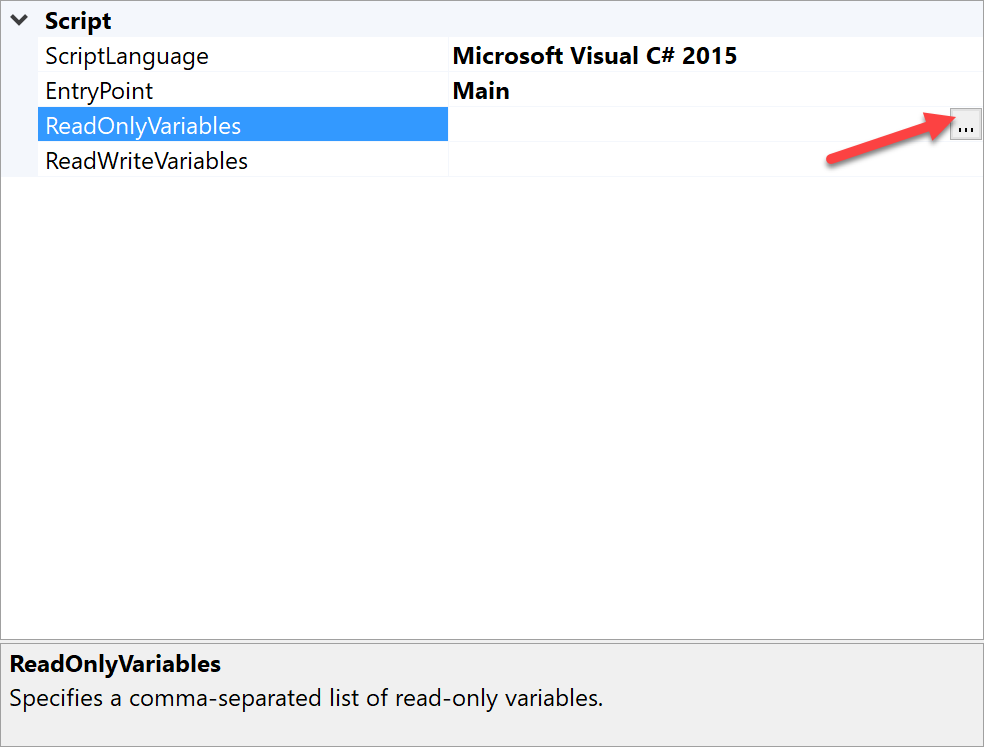 Script
ScriptLanguage Microsoft Visual C# 2015
EntryPoint Main
ReadOnlyVariables ...
ReadWriteVariables
ReadOnlyVariables
Specifies a comma-separated list of read-only variables.